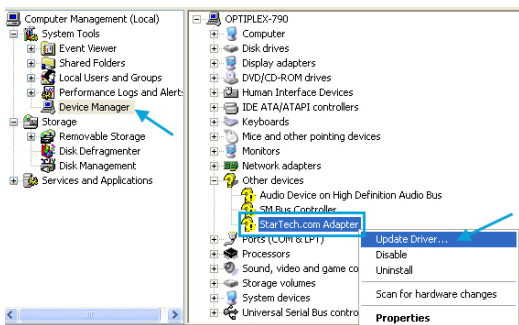 Computer Management (Local)
System Tools
Event Viewer
Shared Folders
Local Users and Groups
Performance Logs and Alerts
Device Manager
Storage
Removable Storage
Disk Defragmenter
Disk Management
Services and Applications
OPTIPLEX-790
Computer
Disk drives
Display adapters
DVD/CD-ROM drives
Human Interface Devices
IDE ATA/ATAPI controllers
Keyboards
Mice and other pointing devices
Monitors
Network adapters
Other devices
Audio Device on High Definition Audio Bus
SM Bus Controller
StarTech.com Adapter
Ports (COM & LPT)
Processors
Sound, video and game co
Storage volumes
System devices
Universal Serial Bus contro
Update Driver...
Disable
Uninstall
Scan for hardware changes
Properties